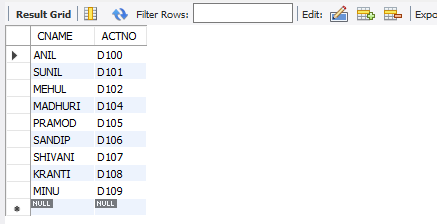 Result Grid Filter Rows: Edit: Expo
CNAME ACTNO
ANIL D100
SUNIL D101
MEHUL D102
MADHURI D104
PRAMOD D105
SANDIP D106
SHIVANI D107
KRANTI D108
MINU D109
NULL NULL